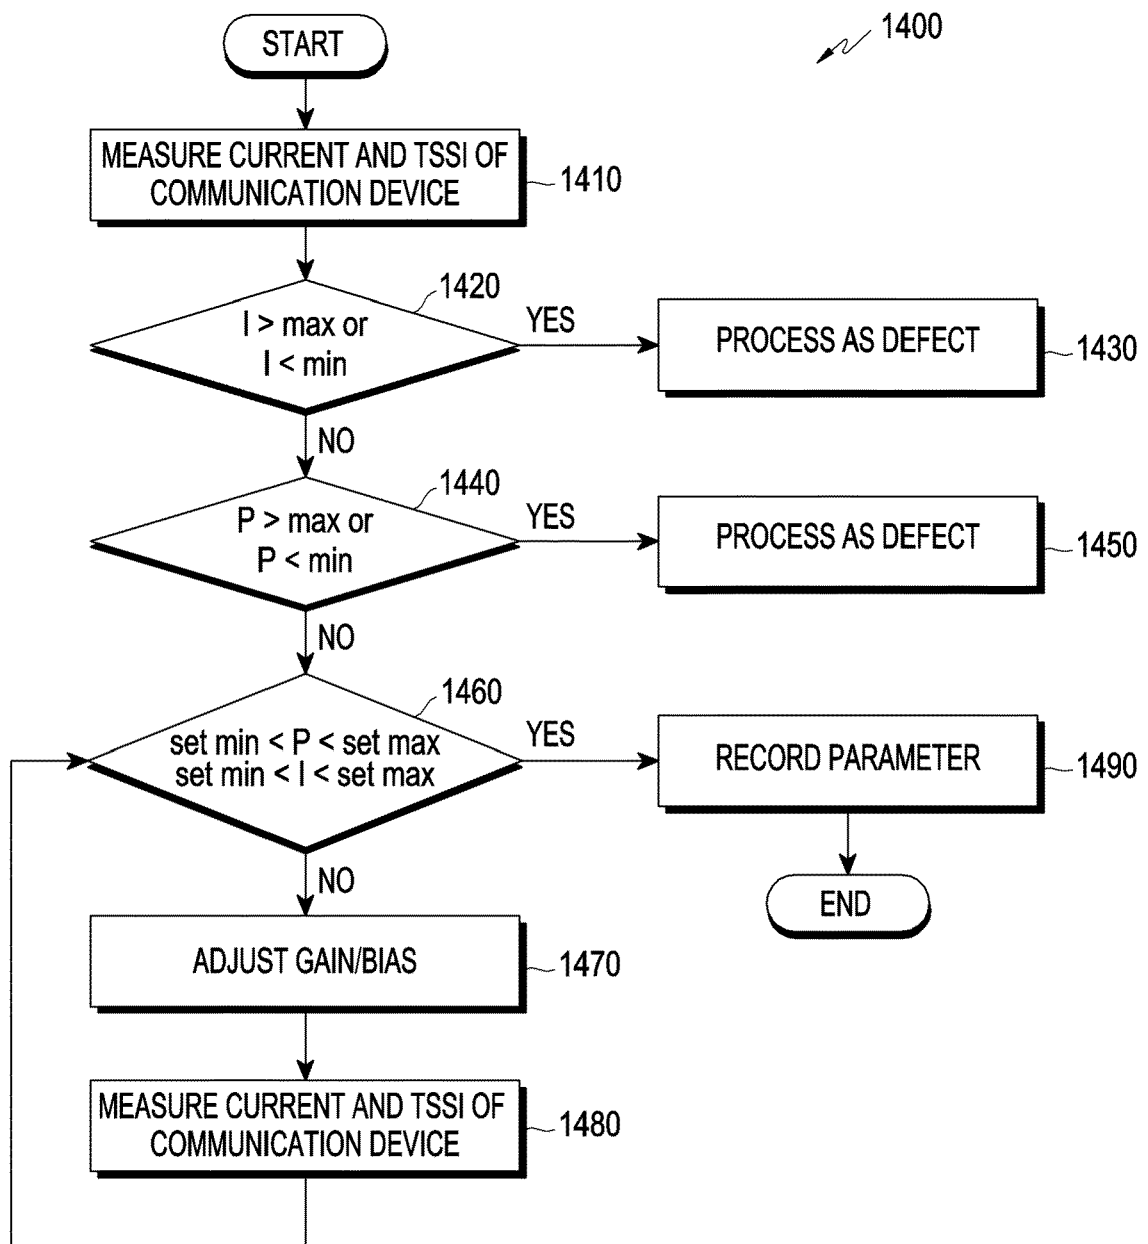 START
1400
MEASURE CURRENT AND TSSI OF
COMMUNICATION DEVICE
1410
1420
I > max or
I < min
YES
PROCESS AS DEFECT
1430
NO
1440
P > max or
P < min
YES
PROCESS AS DEFECT
1450
NO
1460
set min < P < set max
set min < I < set max
YES
RECORD PARAMETER
1490
NO
END
ADJUST GAIN/BIAS
1470
MEASURE CURRENT AND TSSI OF
COMMUNICATION DEVICE
1480